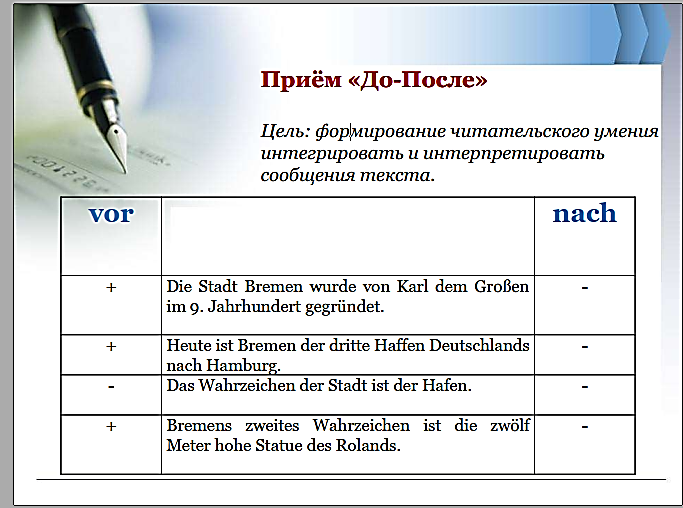 Приём «До-После»
Цель: формирование читательского умения
интегрировать и интерпретировать
сообщения текста.
vor nach
+ Die Stadt Bremen wurde von Karl dem Großen -
im 9. Jahrhundert gegründet.
+ Heute ist Bremen der dritte Haffen Deutschlands -
nach Hamburg.
- Das Wahrzeichen der Stadt ist der Hafen. -
+ Bremens zweites Wahrzeichen ist die zwölf -
Meter hohe Statue des Rolands.